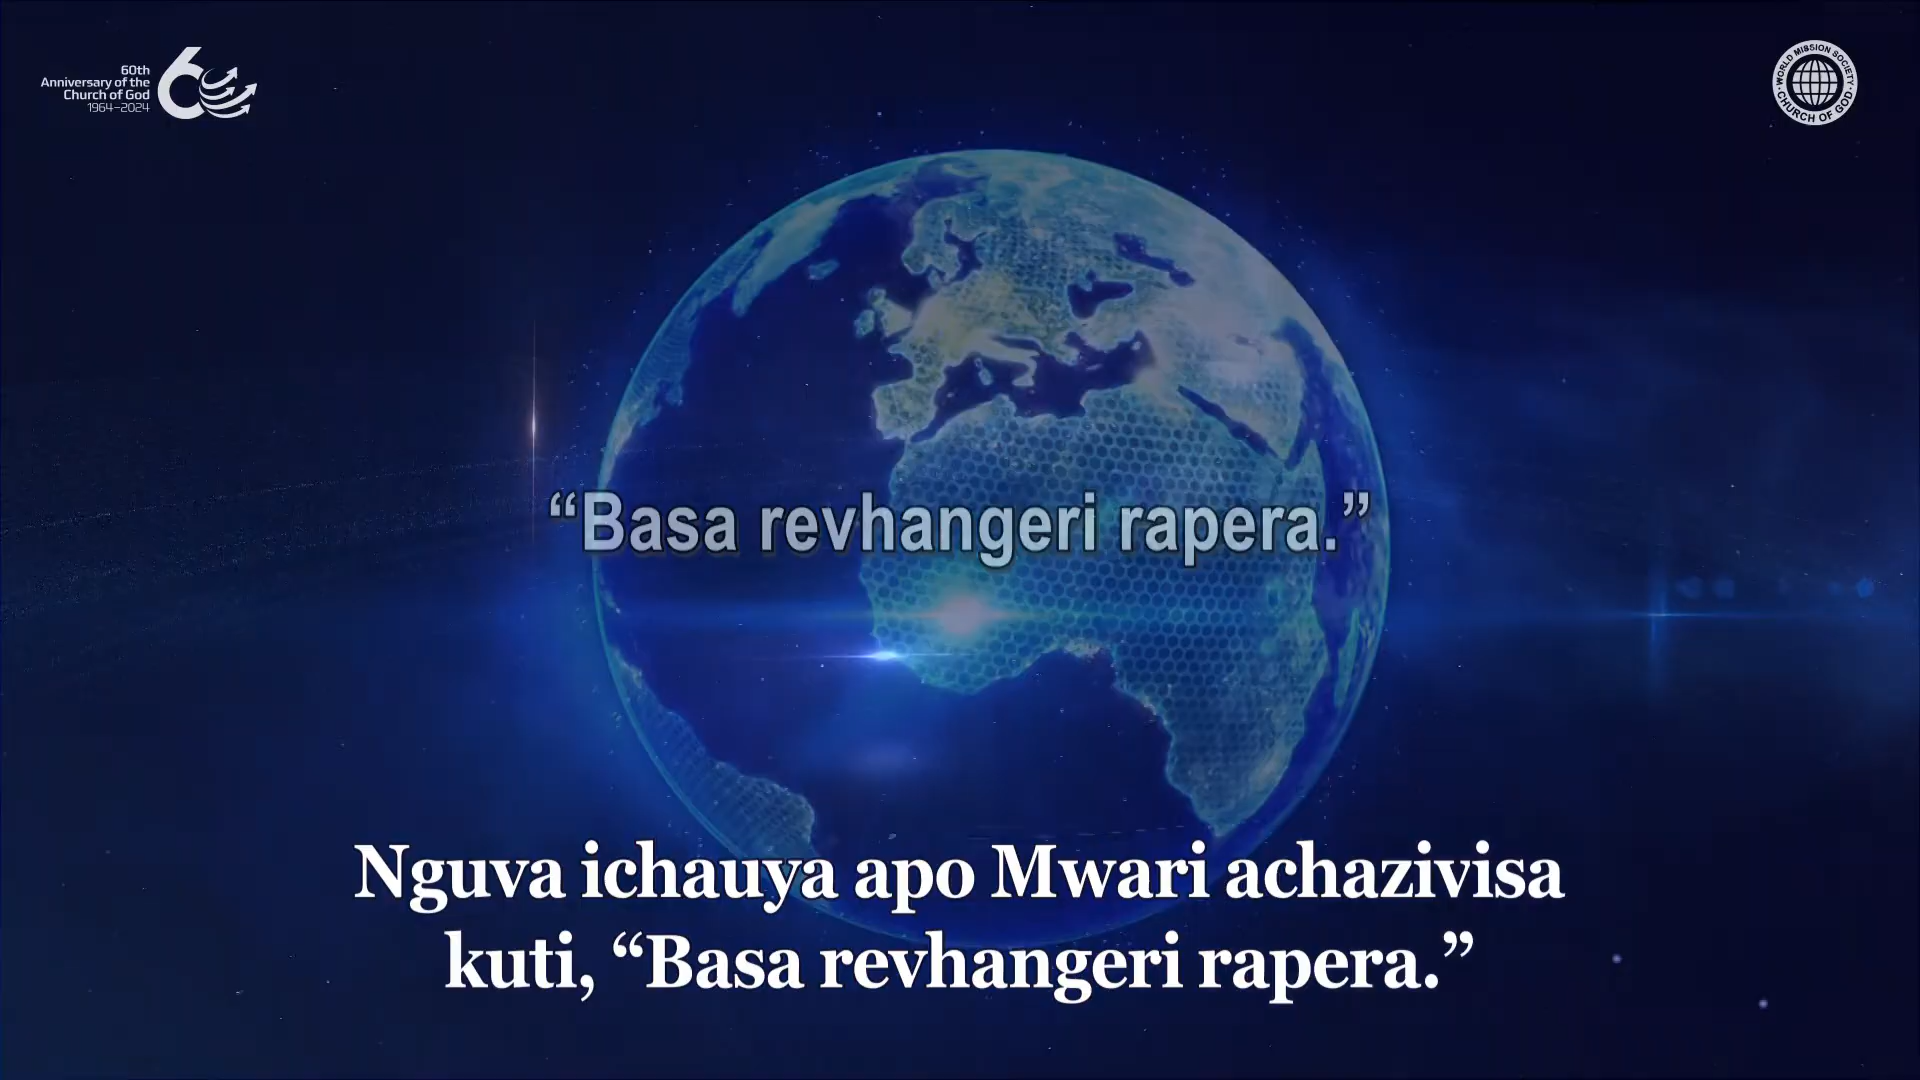 60th
Anniversary of the
Church of God
1964–2024
60
WORLD MISSION SOCIETY
CHURCH OF GOD
“Basa revhangeri rapera.”
Nguva ichauya apo Mwari achazivisa
kuti, “Basa revhangeri rapera.”